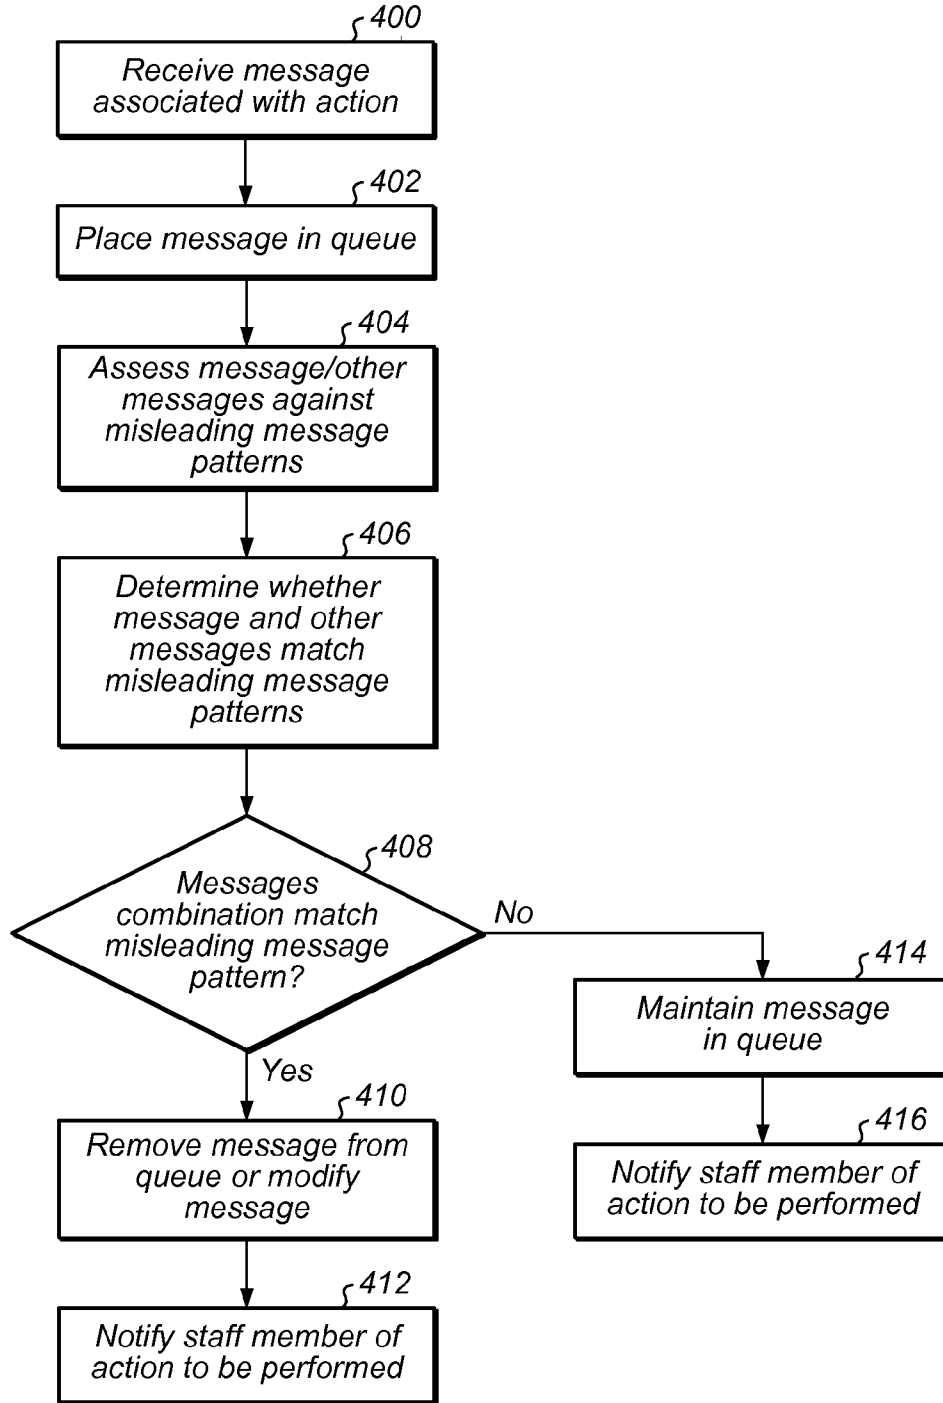 400
Receive message
associated with action
402
Place message in queue
404
Assess message/other
messages against
misleading message
patterns
406
Determine whether
message and other
messages match
misleading message
patterns
408
Messages
combination match
misleading message
pattern?
No
414
Maintain message
in queue
Yes
410
Remove message from
queue or modify
message
416
Notify staff member of
action to be performed
412
Notify staff member of
action to be performed